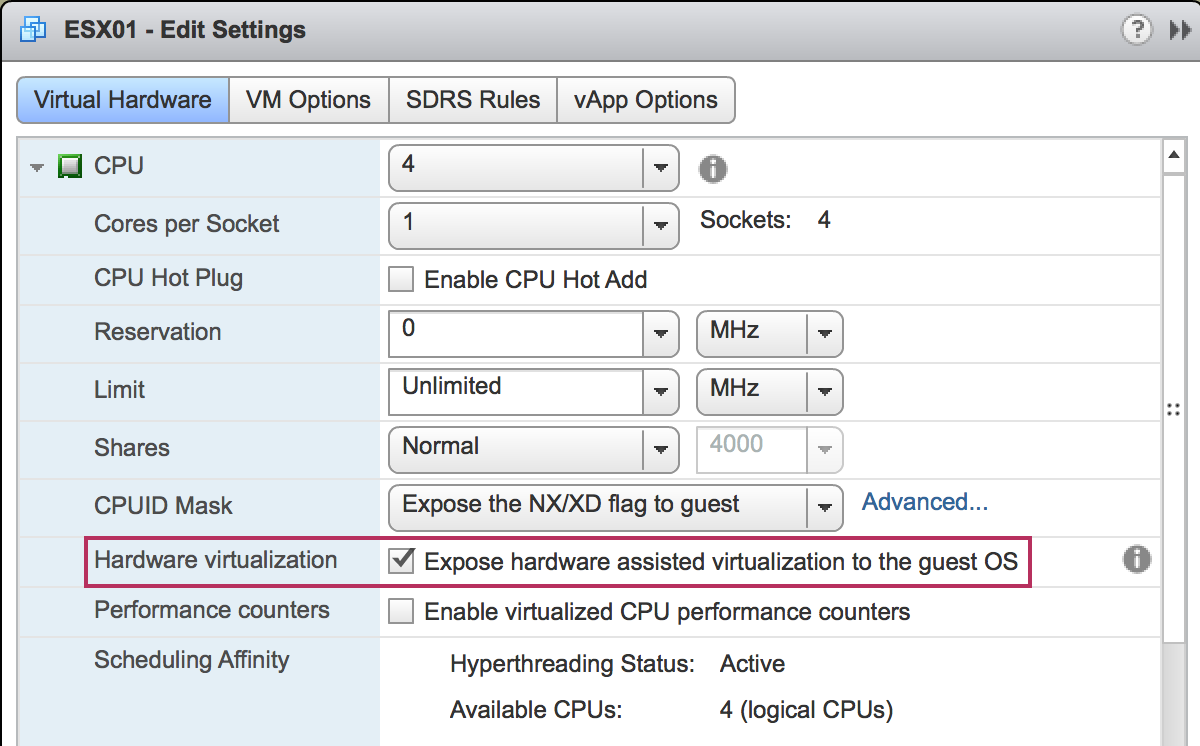 ESX01 - Edit Settings
?
Virtual Hardware VM Options SDRS Rules vApp Options
CPU 4 i
Cores per Socket 1 Sockets: 4
CPU Hot Plug Enable CPU Hot Add
Reservation 0 MHz
Limit Unlimited MHz
Shares Normal 4000
CPUID Mask Expose the NX/XD flag to guest Advanced...
Hardware virtualization Expose hardware assisted virtualization to the guest OS i
Performance counters Enable virtualized CPU performance counters
Scheduling Affinity Hyperthreading Status: Active
Available CPUs: 4 (logical CPUs)